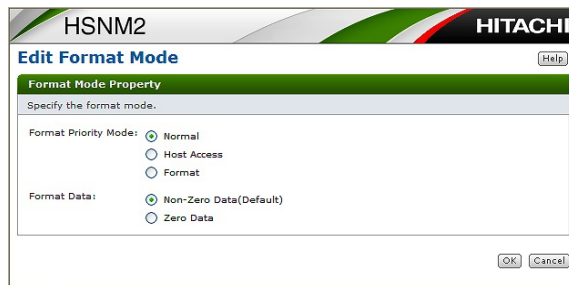 HSNM2
HITACHI
Edit Format Mode
Help
Format Mode Property
Specify the format mode.
Format Priority Mode:
Normal
Host Access
Format
Format Data:
Non-Zero Data(Default)
Zero Data
OK
Cancel